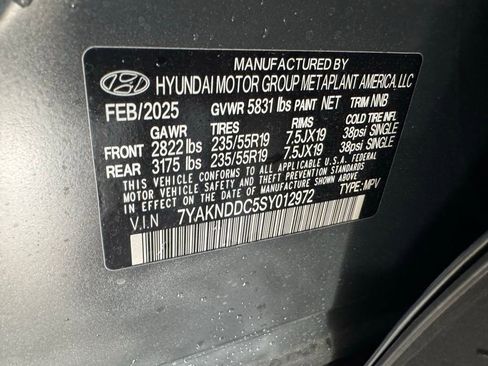 MANUFACTURED BY
HYUNDAI MOTOR GROUP METAPLANT AMERICA, LLC
FEB/2025 GVWR 5831 lbs PAINT NET TRIM NNB
GAWR TIRES RIMS COLD TIRE INFL
FRONT 2822 lbs 235/55R19 7.5JX19 38psi SINGLE
REAR 3175 lbs 235/55R19 7.5JX19 38psi SINGLE
THIS VEHICLE CONFORMS TO ALL APPLICABLE U.S.A. FEDERAL
MOTOR VEHICLE SAFETY, BUMPER, AND THEFT PREVENTION
STANDARDS IN EFFECT ON THE DATE OF MANUFACTURE SHOWN ABOVE.
V.I.N 7YAKNDDC5SY012972 TYPE: MPV